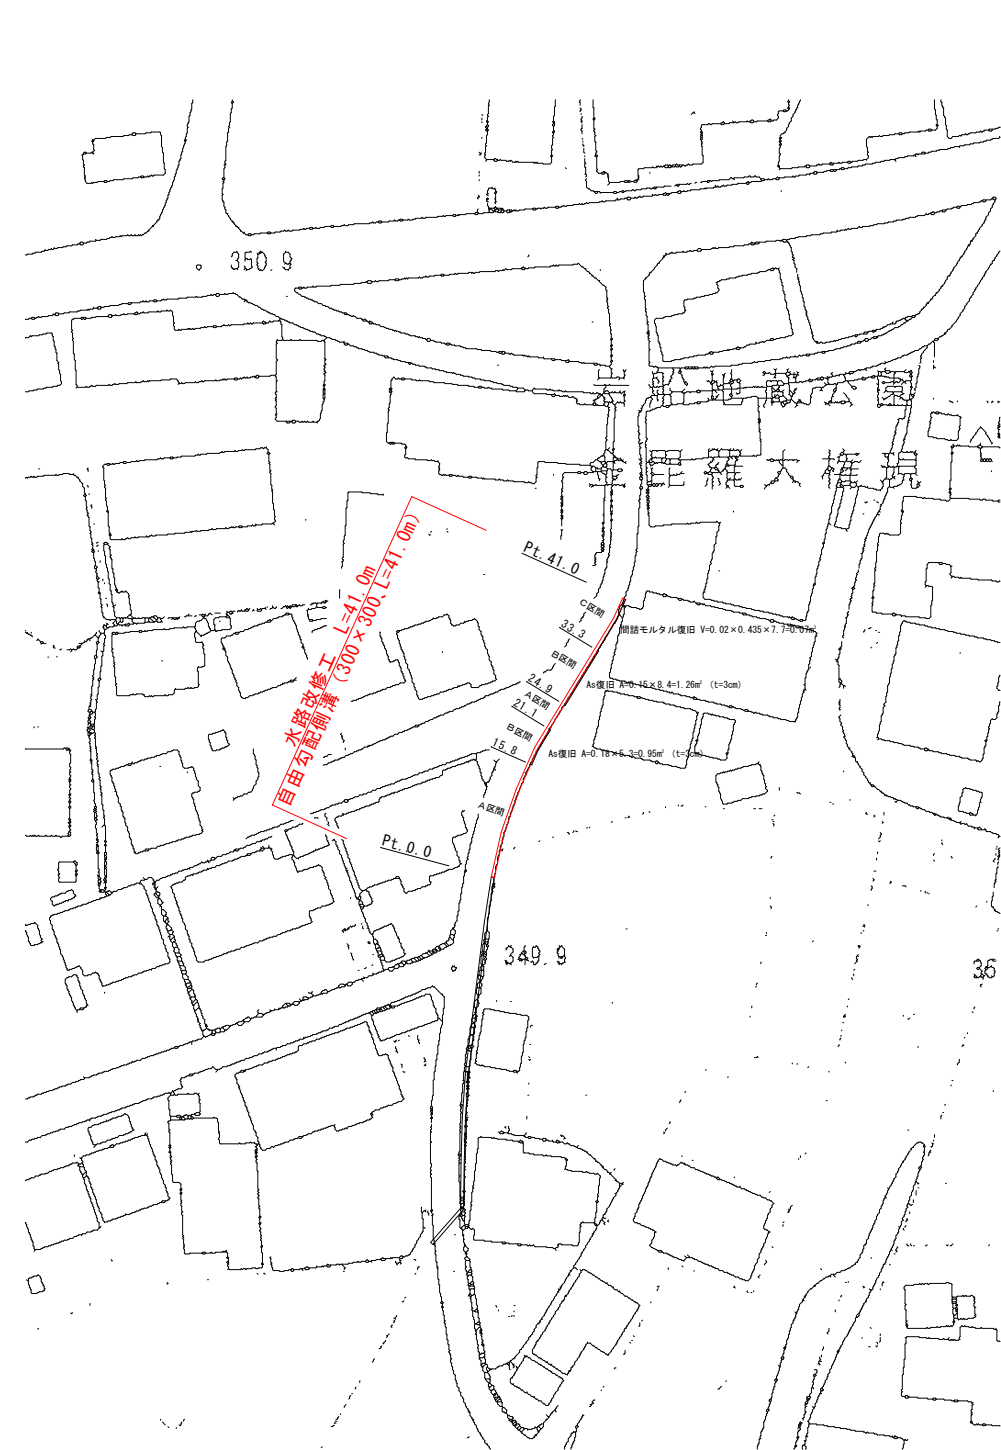 350.9
地蔵公園
金毘羅大権現
水路改修工　L=41.0m
自由勾配側溝（300×300、L=41.0m）
Pt.41.0
C区間
33.3
間詰モルタル復旧 V=0.02×0.435×7.7=0.07㎥
B区間
24.9
As復旧 A=0.15×8.4=1.26㎡ (t=3cm)
A区間
21.1
B区間
15.8
As復旧 A=0.18×5.3=0.95㎡ (t=3cm)
A区間
Pt.0.0
349.9
36